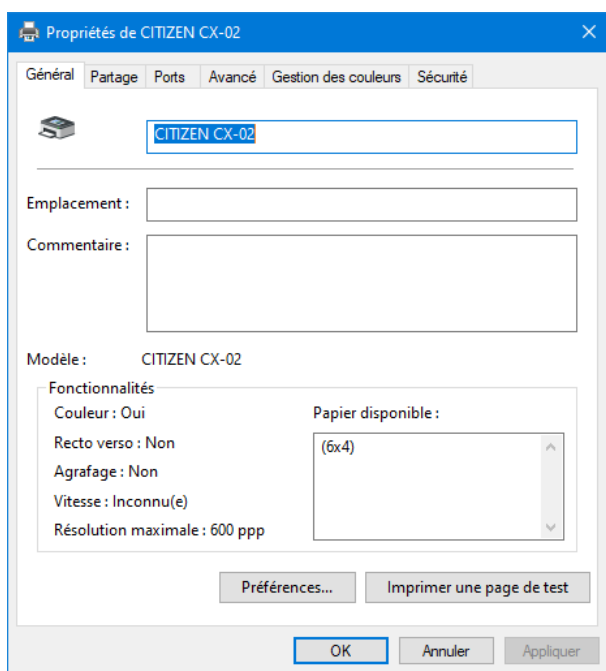 Propriétés de CITIZEN CX-02
Général Partage Ports Avancé Gestion des couleurs Sécurité
CITIZEN CX-02
Emplacement :
Commentaire :
Modèle : CITIZEN CX-02
Fonctionnalités
Couleur : Oui Papier disponible :
Recto verso : Non (6x4)
Agrafage : Non
Vitesse : Inconnu(e)
Résolution maximale : 600 ppp
Préférences... Imprimer une page de test
OK Annuler Appliquer